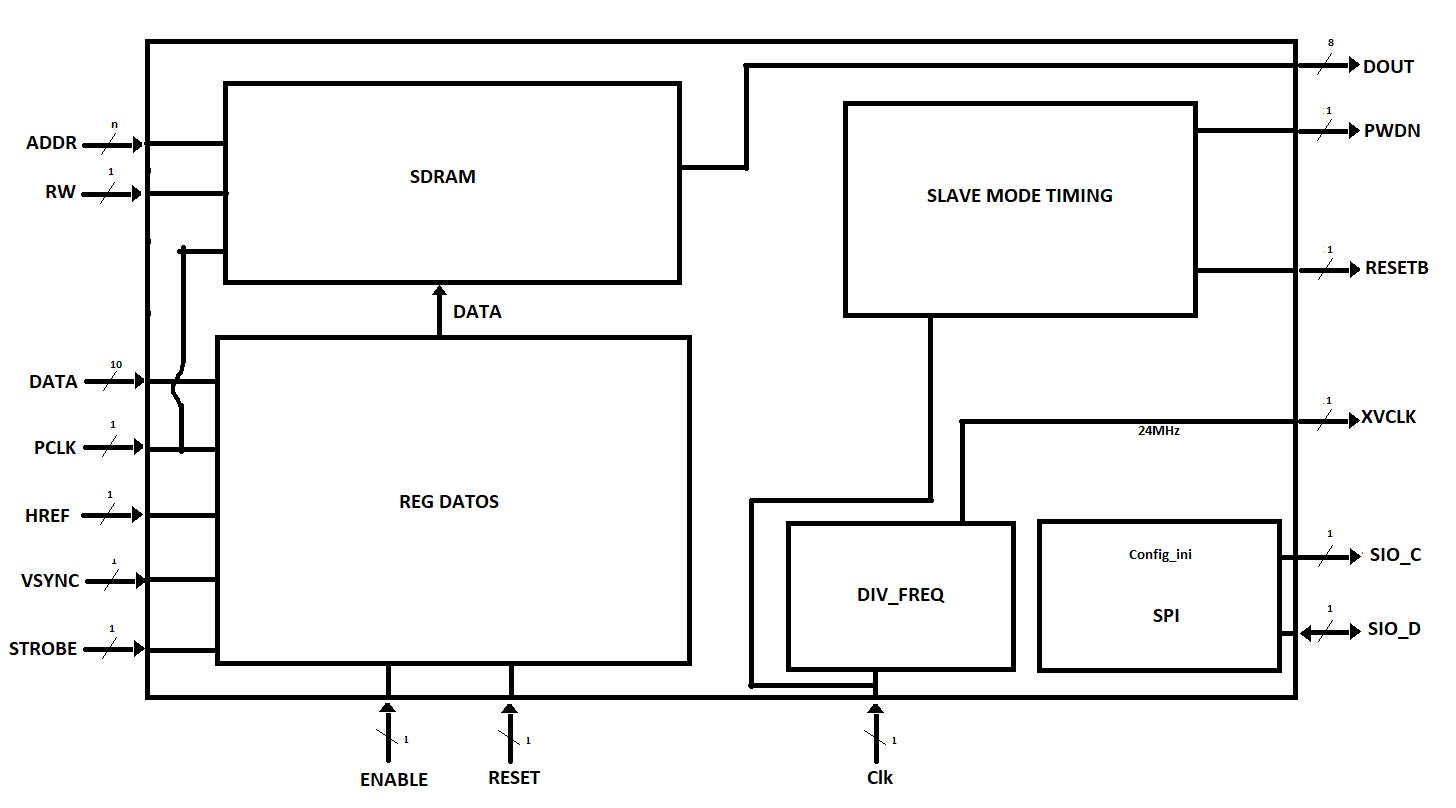 8
DOUT
n
ADDR
1
PWDN
1
RW
SDRAM
SLAVE MODE TIMING
1
RESETB
DATA
10
DATA
1
XVCLK
24MHz
1
PCLK
1
HREF
REG DATOS
1
VSYNC
1
STROBE
DIV_FREQ
Config_ini
SPI
1
SIO_C
1
SIO_D
1
ENABLE
1
RESET
1
Clk